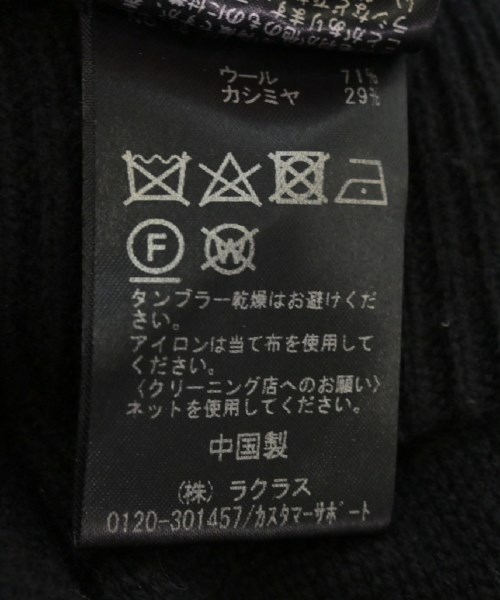 ウール 71%
カシミヤ 29%
F
W
タンブラー乾燥はお避けくだ
さい。
アイロンは当て布を使用して
ください。
〈クリーニング店へのお願い〉
ネットを使用してください。
中国製
(株) ラクラス
0120-301457/カスタマーサポート